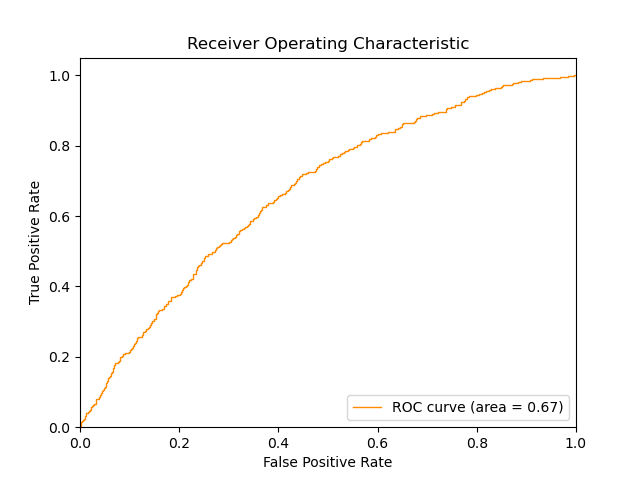 Receiver Operating Characteristic
1.0
0.8
0.6
0.4
0.2
0.0
True Positive Rate
ROC curve (area = 0.67)
0.0 0.2 0.4 0.6 0.8 1.0
False Positive Rate